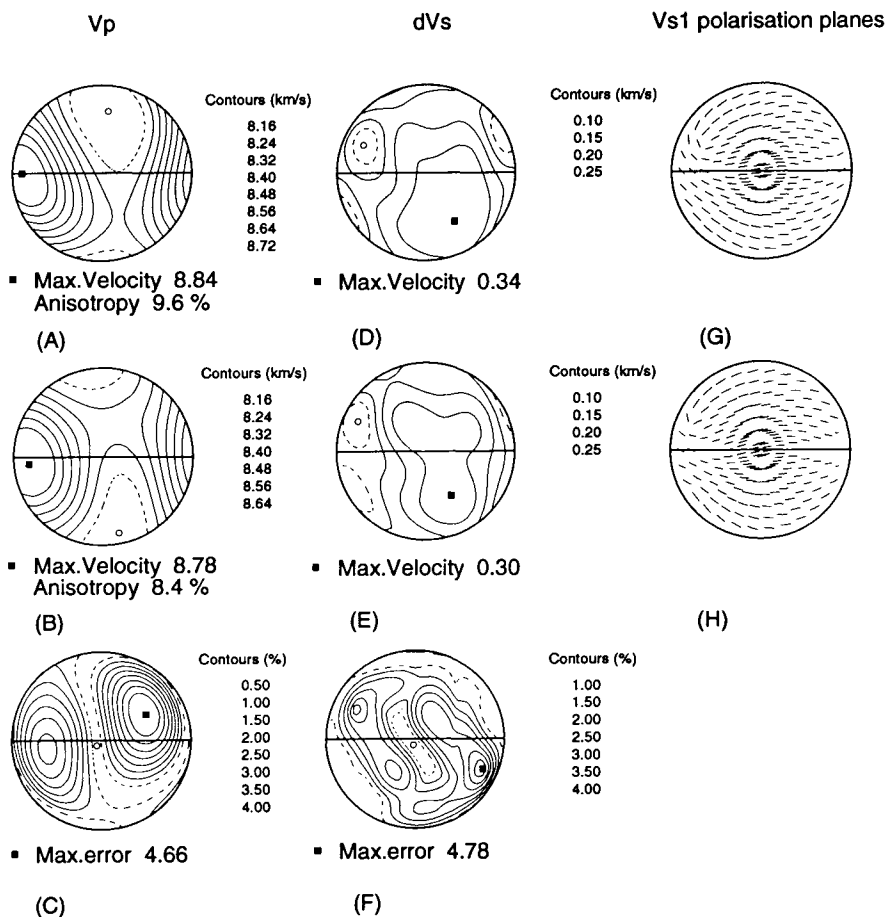 Vp
dVs
Vs1 polarisation planes
Contours (km/s)
8.16
8.24
8.32
8.40
8.48
8.56
8.64
8.72
Max.Velocity 8.84
Anisotropy 9.6 %
(A)
Contours (km/s)
0.10
0.15
0.20
0.25
Max.Velocity 0.34
(D)
(G)
Contours (km/s)
8.16
8.24
8.32
8.40
8.48
8.56
8.64
Max.Velocity 8.78
Anisotropy 8.4 %
(B)
Contours (km/s)
0.10
0.15
0.20
0.25
Max.Velocity 0.30
(E)
(H)
Contours (%)
0.50
1.00
1.50
2.00
2.50
3.00
3.50
4.00
Max.error 4.66
(C)
Contours (%)
1.00
1.50
2.00
2.50
3.00
3.50
4.00
Max.error 4.78
(F)